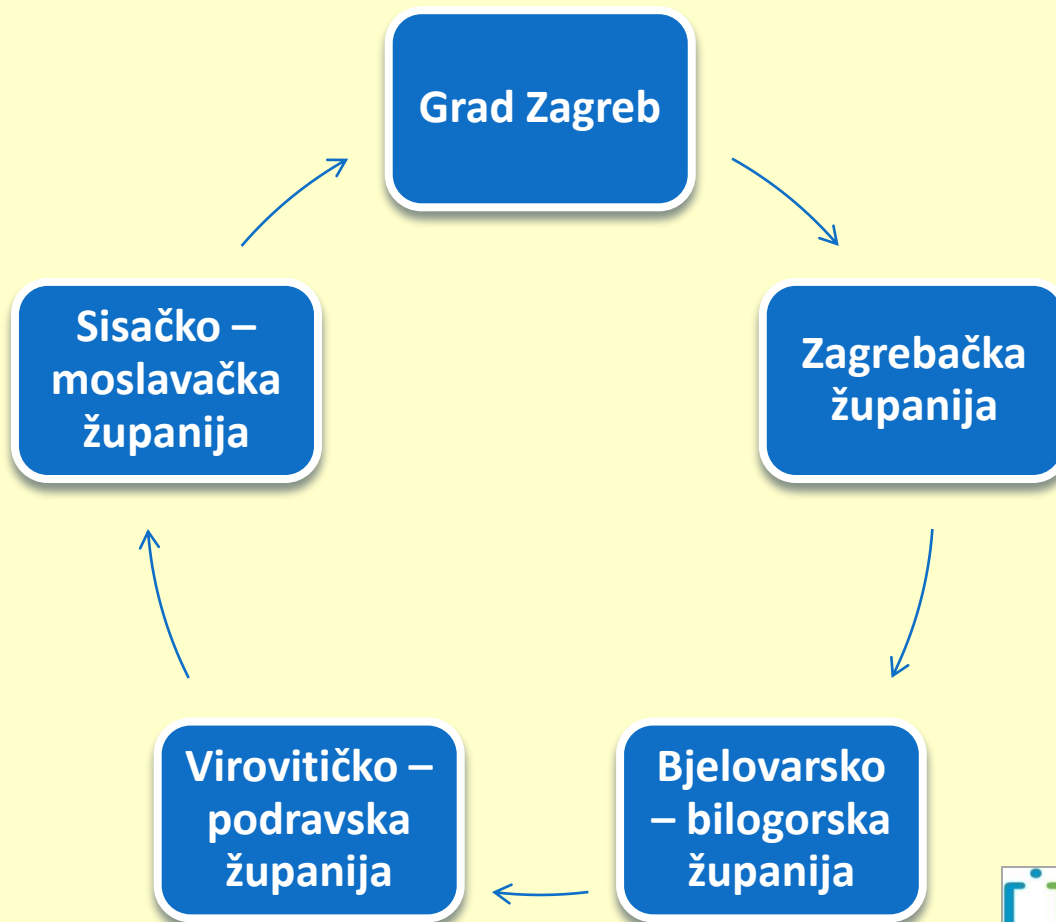 Grad Zagreb
Zagrebačka
županija
Bjelovarsko
– bilogorska
županija
Virovitičko –
podravska
županija
Sisačko –
moslavačka
županija